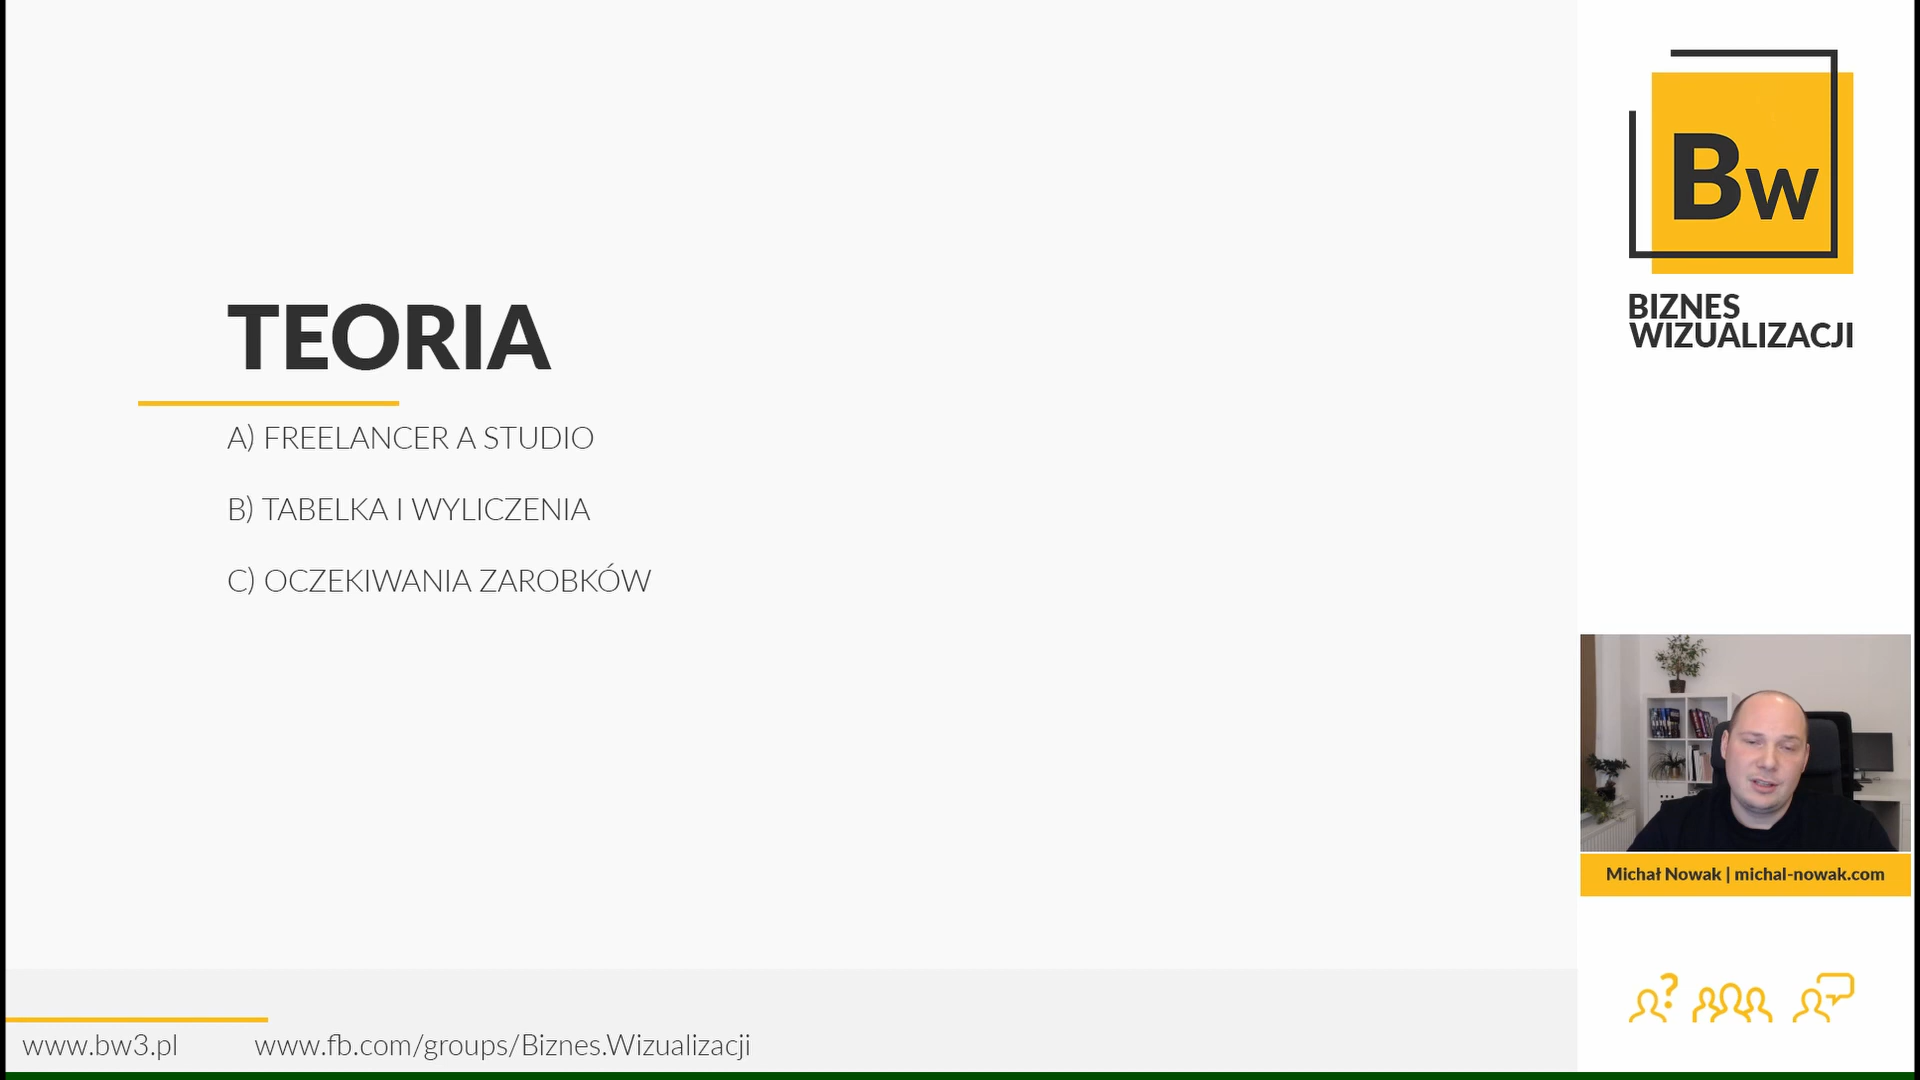 TEORIA
A) FREELANCER A STUDIO
B) TABELKA I WYLICZENIA
C) OCZEKIWANIA ZAROBKÓW
Bw
BIZNES
WIZUALIZACJI
Michał Nowak | michal-nowak.com
www.bw3.pl www.fb.com/groups/Biznes.Wizualizacji